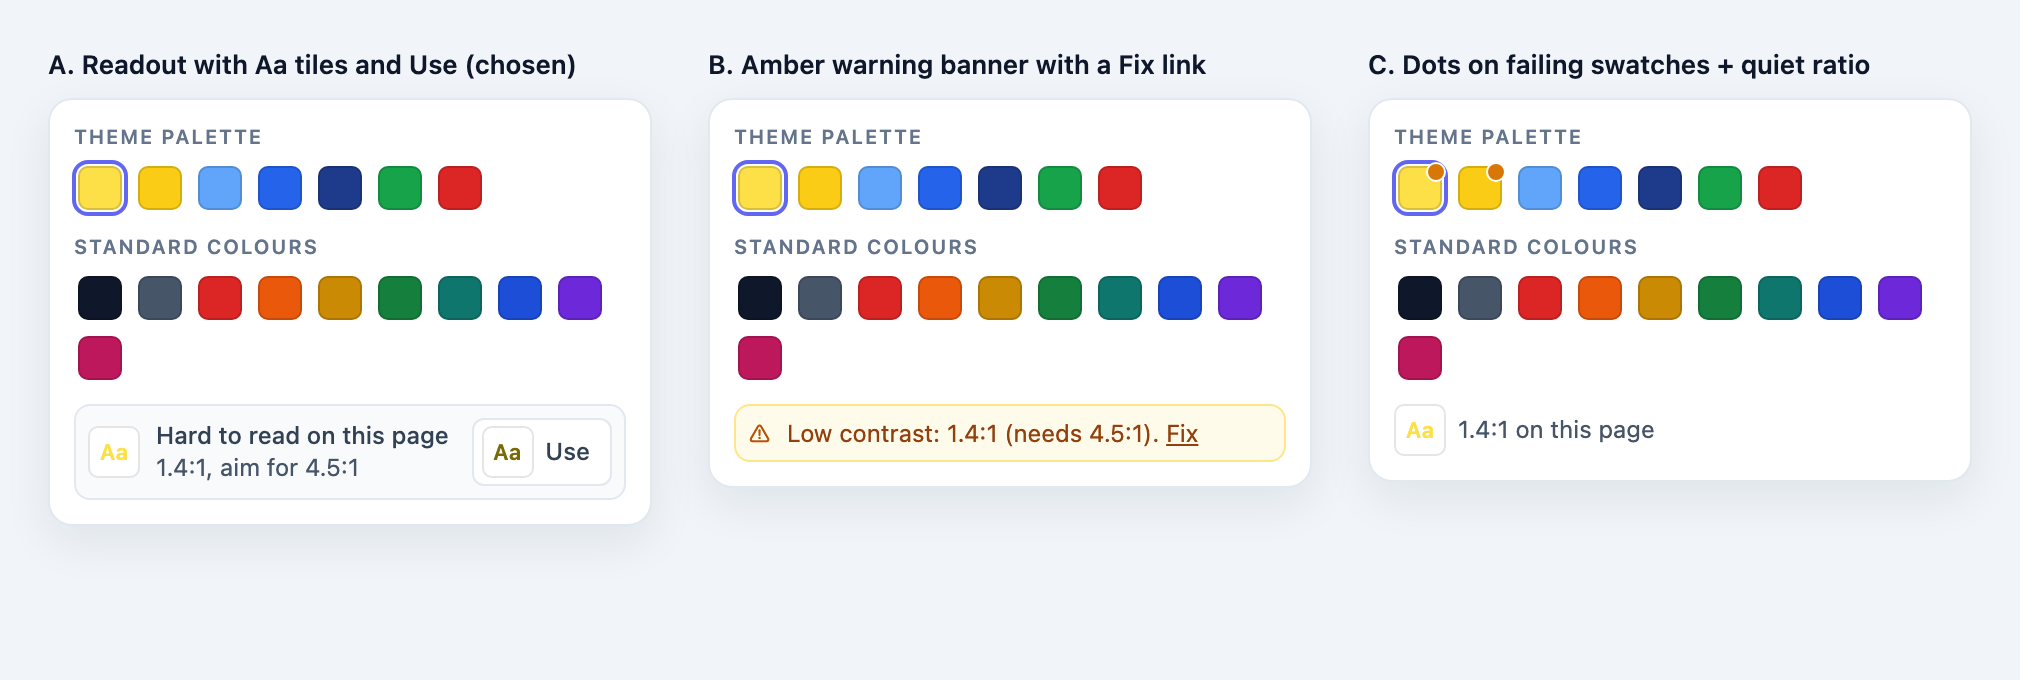 A. Readout with Aa tiles and Use (chosen)
THEME PALETTE
STANDARD COLOURS
Aa
Hard to read on this page
1.4:1, aim for 4.5:1
Aa Use
B. Amber warning banner with a Fix link
THEME PALETTE
STANDARD COLOURS
Low contrast: 1.4:1 (needs 4.5:1). Fix
C. Dots on failing swatches + quiet ratio
THEME PALETTE
STANDARD COLOURS
Aa 1.4:1 on this page